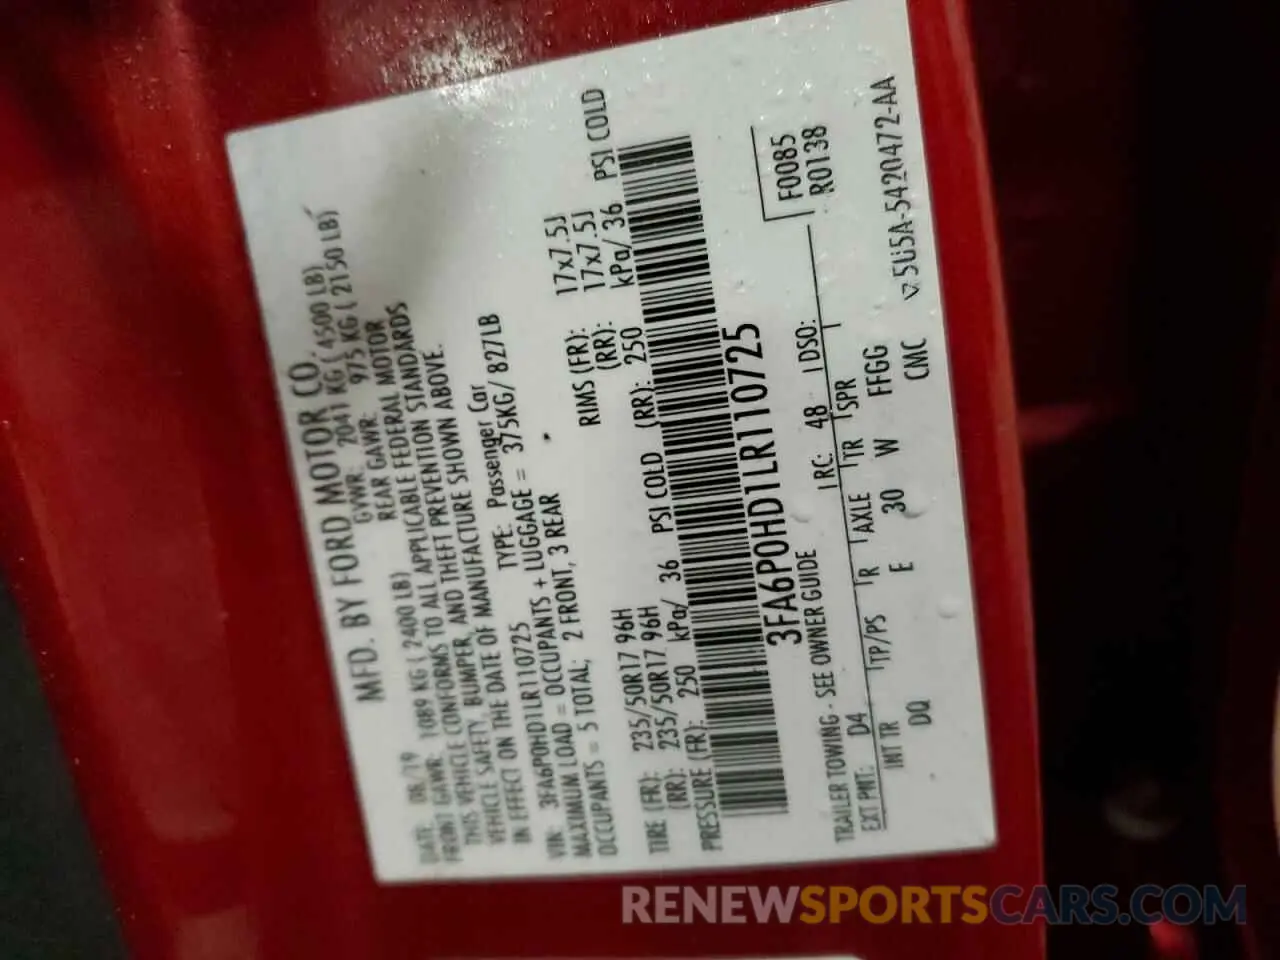 MFD. BY FORD MOTOR CO.
DATE: 08/19 GVWR: 2041 KG ( 4500 LB)
FRONT GAWR: 1089 KG ( 2400 LB) REAR GAWR: 975 KG ( 2150 LB)
THIS VEHICLE CONFORMS TO ALL APPLICABLE FEDERAL MOTOR
VEHICLE SAFETY, BUMPER, AND THEFT PREVENTION STANDARDS
IN EFFECT ON THE DATE OF MANUFACTURE SHOWN ABOVE.
VIN: 3FA6P0HD1LR110725 TYPE: Passenger Car
MAXIMUM LOAD = OCCUPANTS + LUGGAGE = 375KG/ 827LB
OCCUPANTS = 5 TOTAL; 2 FRONT, 3 REAR
TIRE (FR): 235/50R17 96H RIMS (FR): 17x7.5J
(RR): 235/50R17 96H (RR): 17x7.5J
PRESSURE (FR): 250 kPa/ 36 PSI COLD (RR): 250 kPa/ 36 PSI COLD
3FA6P0HD1LR110725
F0085
R0138
TRAILER TOWING - SEE OWNER GUIDE
EXT PNT: D4 RC: 48 DSO:
INT TR TP/PS R AXLE TR SPR
DQ E 30 W FFGG
CMC 5U5A-5420472-AA
RENEWSPORTSCARS.COM